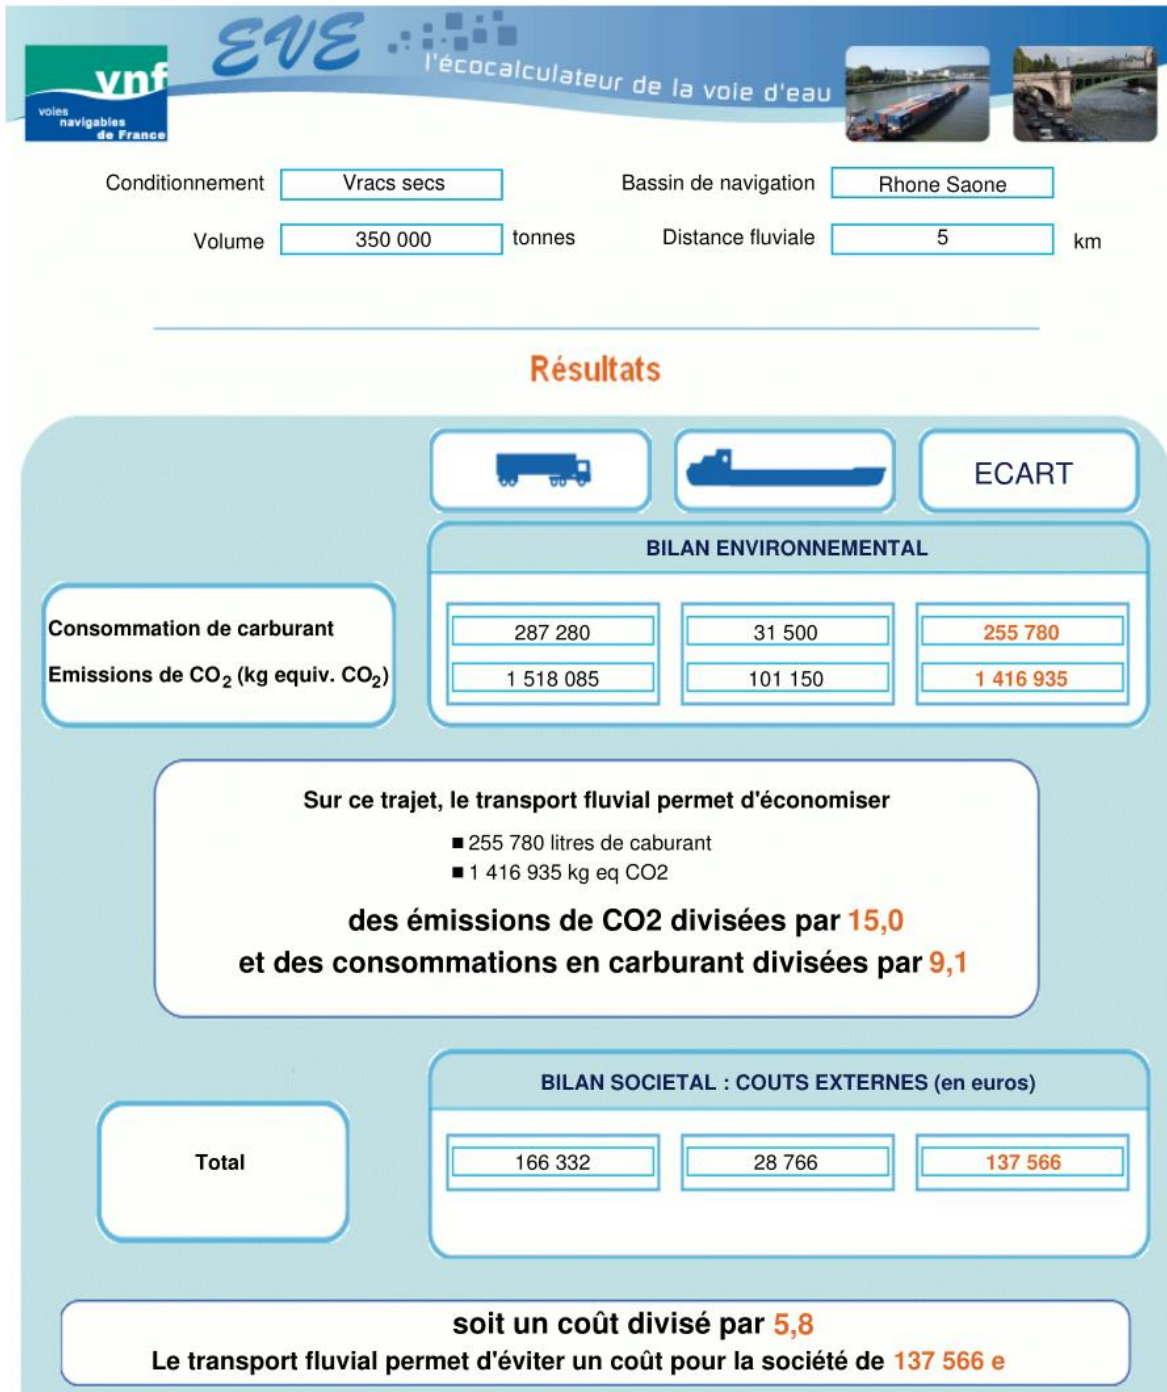 EVE
l'écocalculateur de la voie d'eau
vnf
voies
navigables
de France
Conditionnement Vracs secs Bassin de navigation Rhone Saone
Volume 350 000 tonnes Distance fluviale 5 km
Résultats
ECART
BILAN ENVIRONNEMENTAL
Consommation de carburant 287 280 31 500 255 780
Emissions de CO2 (kg equiv. CO2) 1 518 085 101 150 1 416 935
Sur ce trajet, le transport fluvial permet d'économiser
■ 255 780 litres de caburant
■ 1 416 935 kg eq CO2
des émissions de CO2 divisées par 15,0
et des consommations en carburant divisées par 9,1
BILAN SOCIETAL : COUTS EXTERNES (en euros)
Total 166 332 28 766 137 566
soit un coût divisé par 5,8
Le transport fluvial permet d'éviter un coût pour la société de 137 566 e